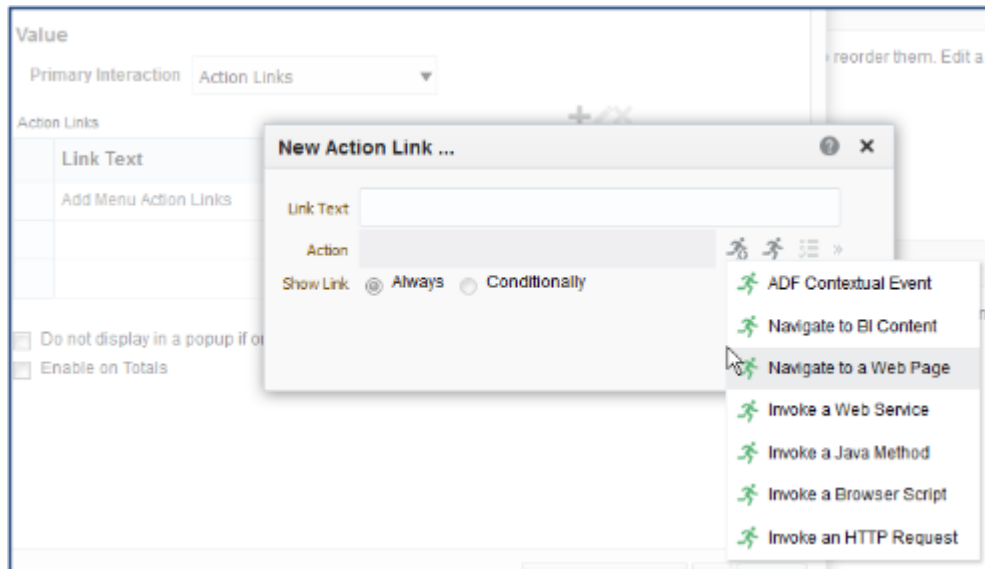 Value
Primary Interaction Action Links
reorder them. Edit a
Action Links
Link Text
Add Menu Action Links
New Action Link ...
Link Text
Action
Show Link Always Conditionally
ADF Contextual Event
Navigate to BI Content
Navigate to a Web Page
Invoke a Web Service
Invoke a Java Method
Invoke a Browser Script
Invoke an HTTP Request
Do not display in a popup if
Enable on Totals